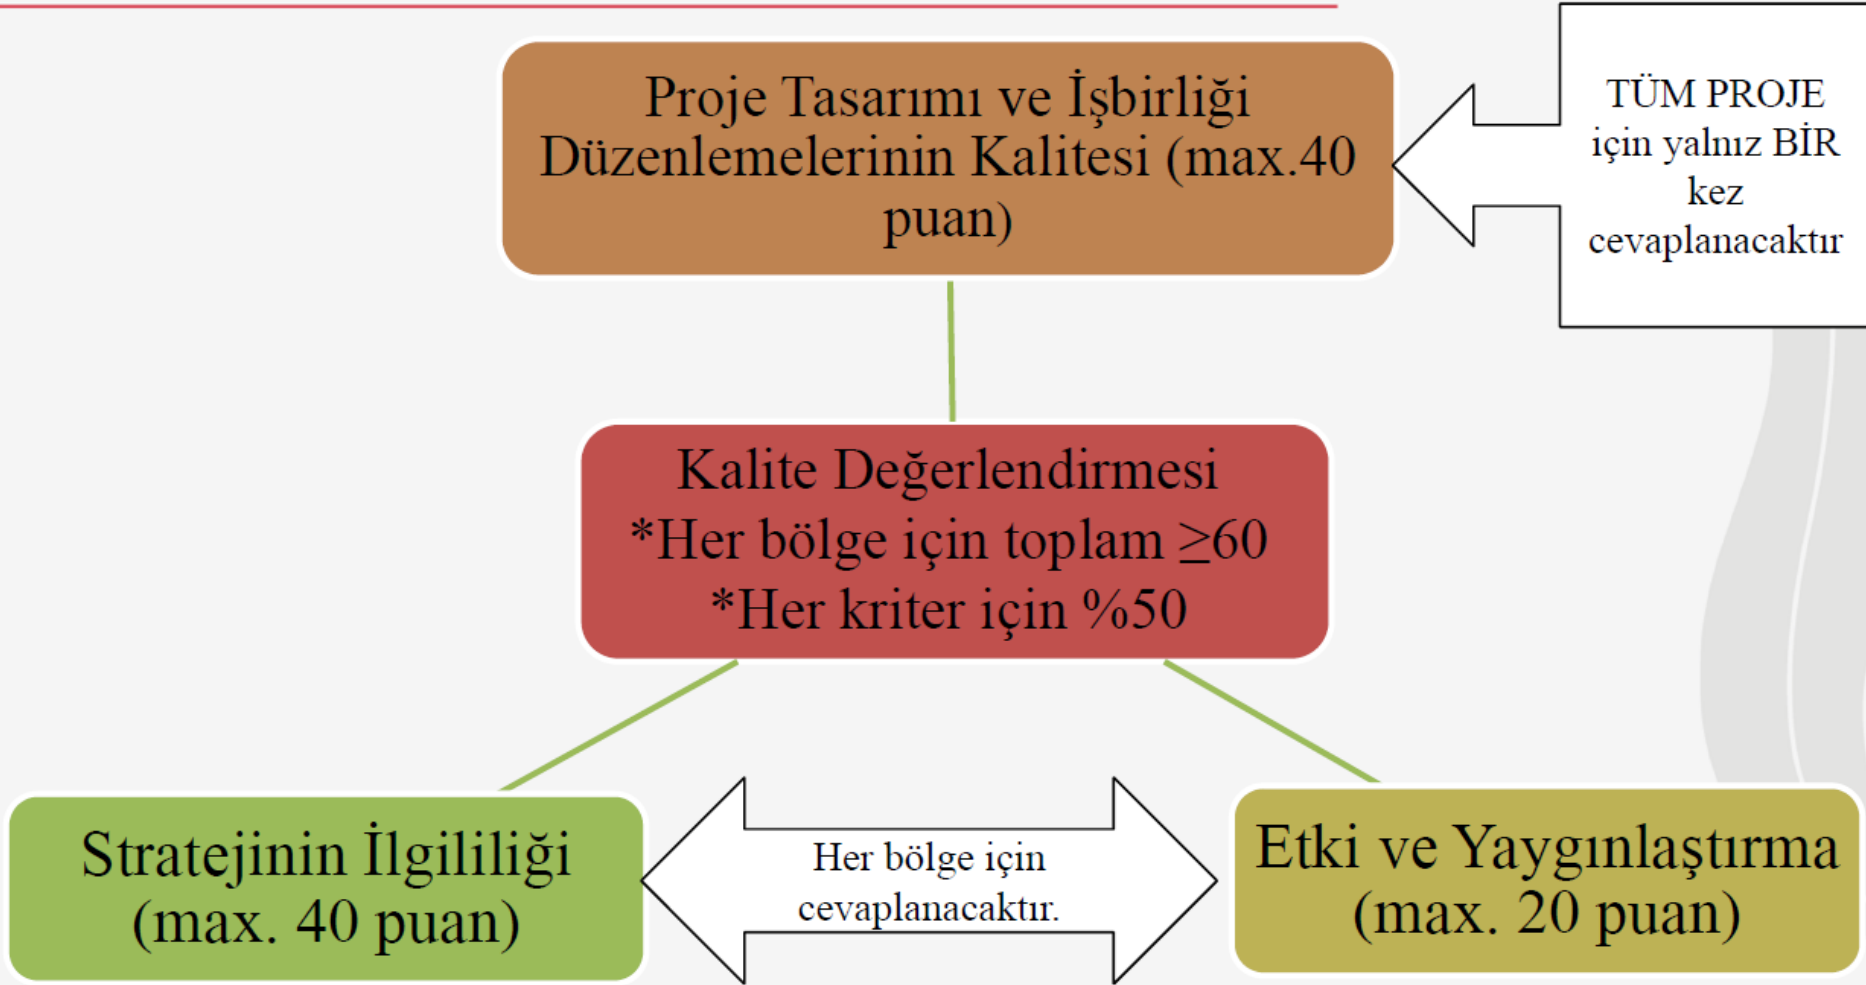 Proje Tasarımı ve İşbirliği
Düzenlemelerinin Kalitesi (max.40
puan)
TÜM PROJE
için yalnız BİR
kez
cevaplanacaktır
Kalite Değerlendirmesi
*Her bölge için toplam ≥60
*Her kriter için %50
Stratejinin İlgililiği
(max. 40 puan)
Her bölge için
cevaplanacaktır.
Etki ve Yaygınlaştırma
(max. 20 puan)